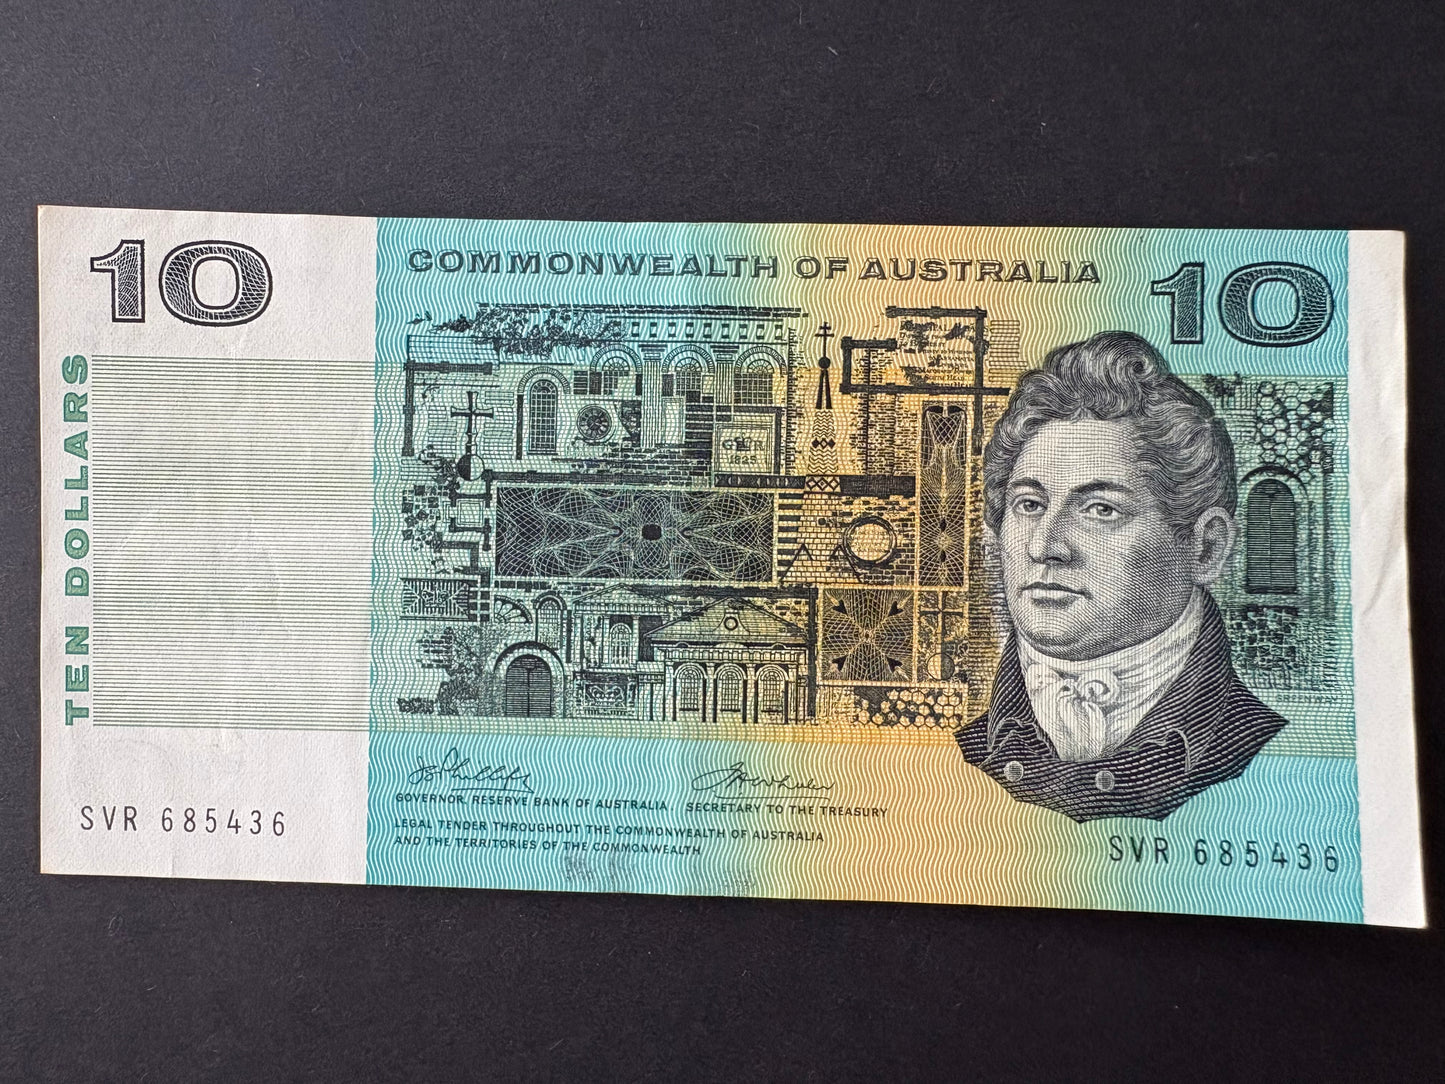 10
COMMONWEALTH OF AUSTRALIA
10
TEN DOLLARS
G R
1825
GOVERNOR, RESERVE BANK OF AUSTRALIA. SECRETARY TO THE TREASURY
LEGAL TENDER THROUGHOUT THE COMMONWEALTH OF AUSTRALIA
AND THE TERRITORIES OF THE COMMONWEALTH
SVR 685436
SVR 685436